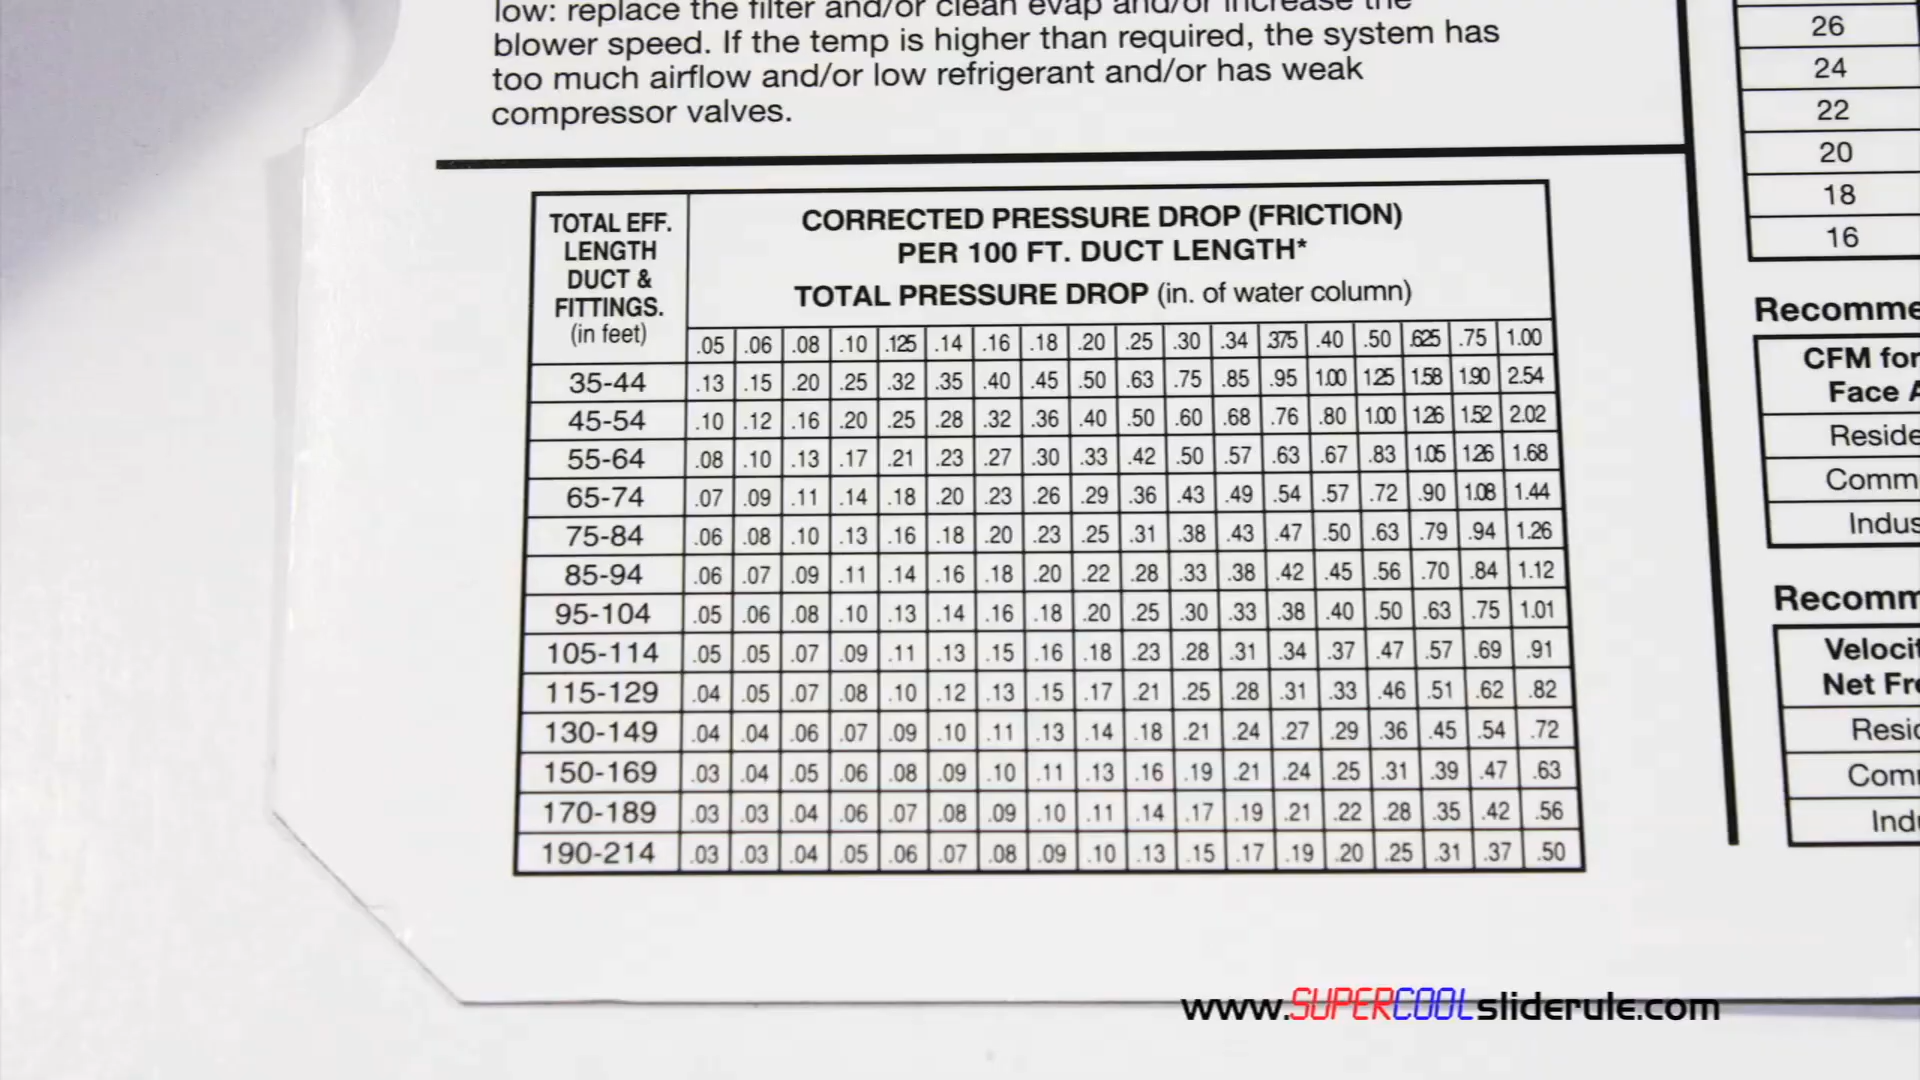 low: replace the filter and/or clean evap and/or increase the
blower speed. If the temp is higher than required, the system has
too much airflow and/or low refrigerant and/or has weak
compressor valves.
TOTAL EFF.
LENGTH
DUCT &
FITTINGS.
(in feet)
CORRECTED PRESSURE DROP (FRICTION)
PER 100 FT. DUCT LENGTH*
TOTAL PRESSURE DROP (in. of water column)
.05 .06 .08 .10 .125 .14 .16 .18 .20 .25 .30 .34 .375 .40 .50 .625 .75 1.00
35-44 .13 .15 .20 .25 .32 .35 .40 .45 .50 .63 .75 .85 .95 1.00 1.25 1.58 1.90 2.54
45-54 .10 .12 .16 .20 .25 .28 .32 .36 .40 .50 .60 .68 .76 .80 1.00 1.26 1.52 2.02
55-64 .08 .10 .13 .17 .21 .23 .27 .30 .33 .42 .50 .57 .63 .67 .83 1.05 1.26 1.68
65-74 .07 .09 .11 .14 .18 .20 .23 .26 .29 .36 .43 .49 .54 .57 .72 .90 1.08 1.44
75-84 .06 .08 .10 .13 .16 .18 .20 .23 .25 .31 .38 .43 .47 .50 .63 .79 .94 1.26
85-94 .06 .07 .09 .11 .14 .16 .18 .20 .22 .28 .33 .38 .42 .45 .56 .70 .84 1.12
95-104 .05 .06 .08 .10 .13 .14 .16 .18 .20 .25 .30 .33 .38 .40 .50 .63 .75 1.01
105-114 .05 .05 .07 .09 .11 .13 .15 .16 .18 .23 .28 .31 .34 .37 .47 .57 .69 .91
115-129 .04 .05 .07 .08 .10 .12 .13 .15 .17 .21 .25 .28 .31 .33 .46 .51 .62 .82
130-149 .04 .04 .06 .07 .09 .10 .11 .13 .14 .18 .21 .24 .27 .29 .36 .45 .54 .72
150-169 .03 .04 .05 .06 .08 .09 .10 .11 .13 .16 .19 .21 .24 .25 .31 .39 .47 .63
170-189 .03 .03 .04 .06 .07 .08 .09 .10 .11 .14 .17 .19 .21 .22 .28 .35 .42 .56
190-214 .03 .03 .04 .05 .06 .07 .08 .09 .10 .13 .15 .17 .19 .20 .25 .31 .37 .50
26
24
22
20
18
16
Recomme
CFM for
Face A
Reside
Comm
Indus
Recomm
Velocit
Net Fre
Resid
Com
Ind
www.SUPERCOOLsliderule.com